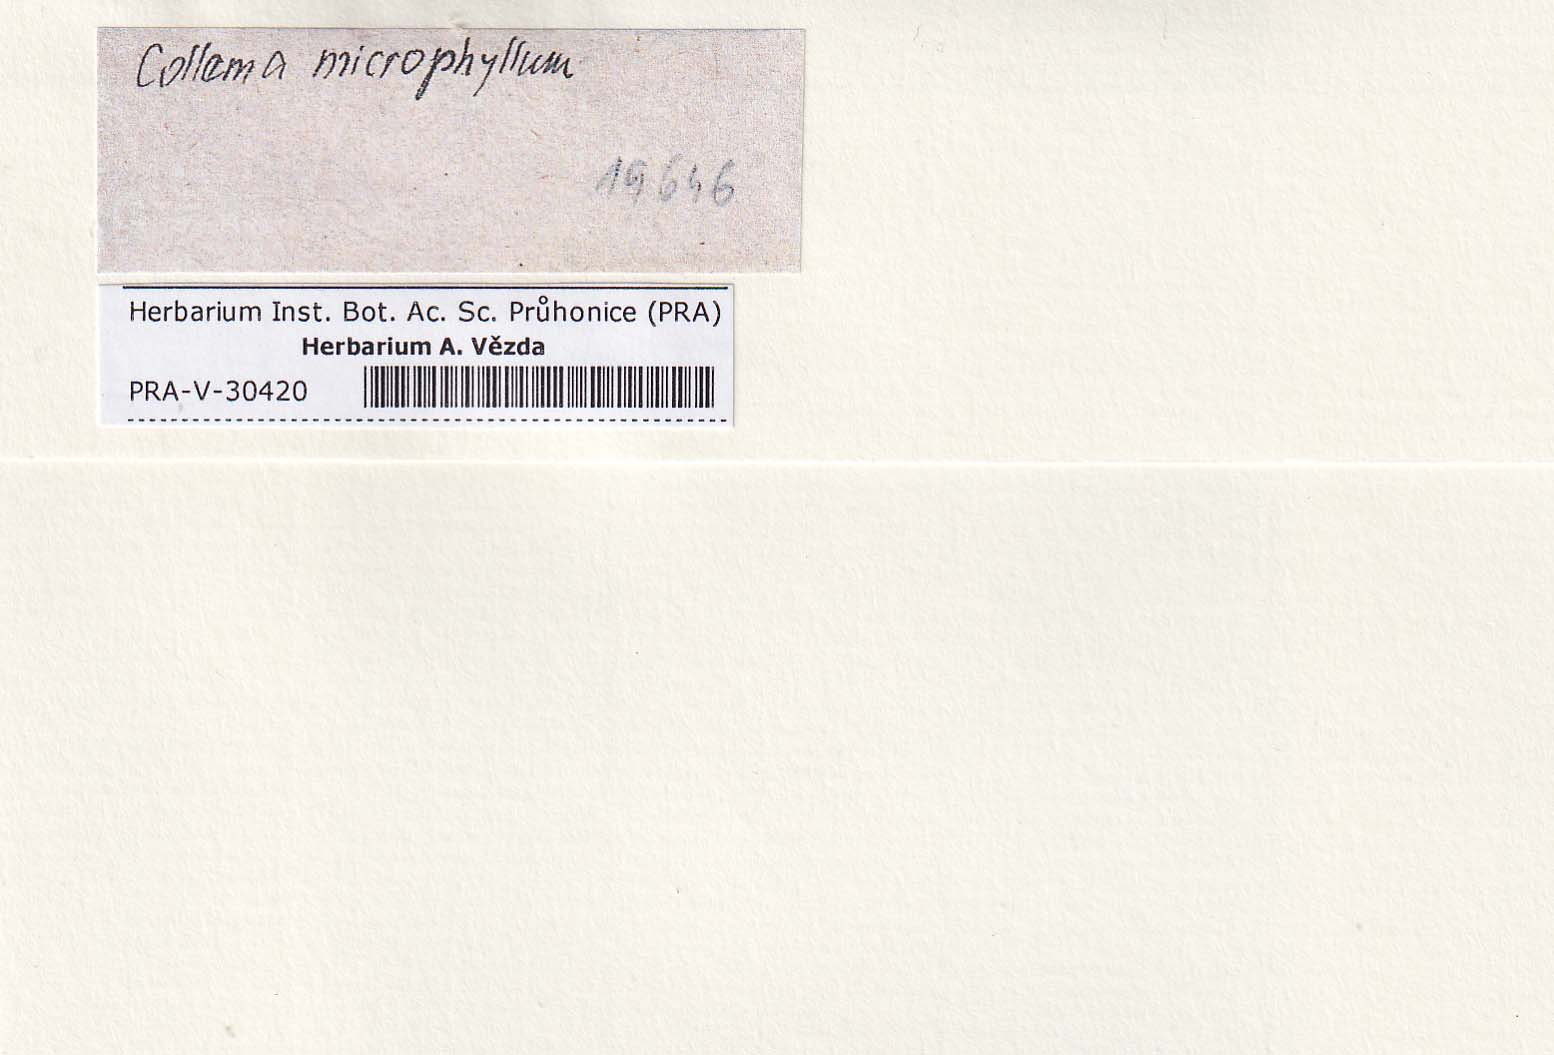 Collema microphyllum
19646
Herbarium Inst. Bot. Ac. Sc. Průhonice (PRA)
Herbarium A. Vězda
PRA-V-30420